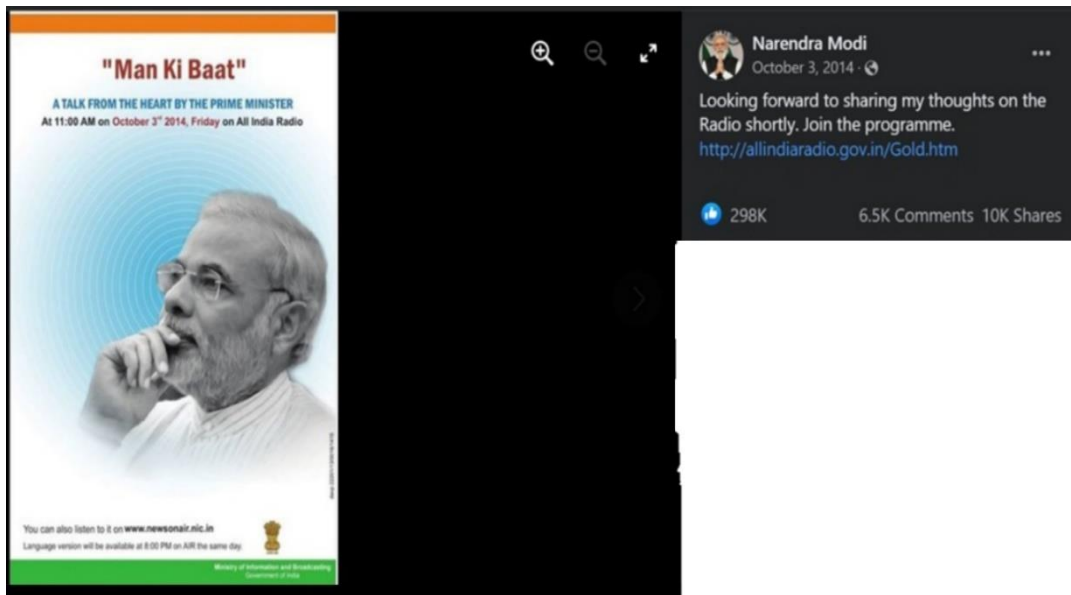 "Man Ki Baat"
A TALK FROM THE HEART BY THE PRIME MINISTER
At 11:00 AM on October 3rd 2014, Friday on All India Radio
You can also listen to it on www.newsonair.nic.in
Language version will be available at 8:00 PM on AIR the same day.
Ministry of Information and Broadcasting
Government of India
Narendra Modi
October 3, 2014 ·
Looking forward to sharing my thoughts on the
Radio shortly. Join the programme.
http://allindiaradio.gov.in/Gold.htm
298K 6.5K Comments 10K Shares